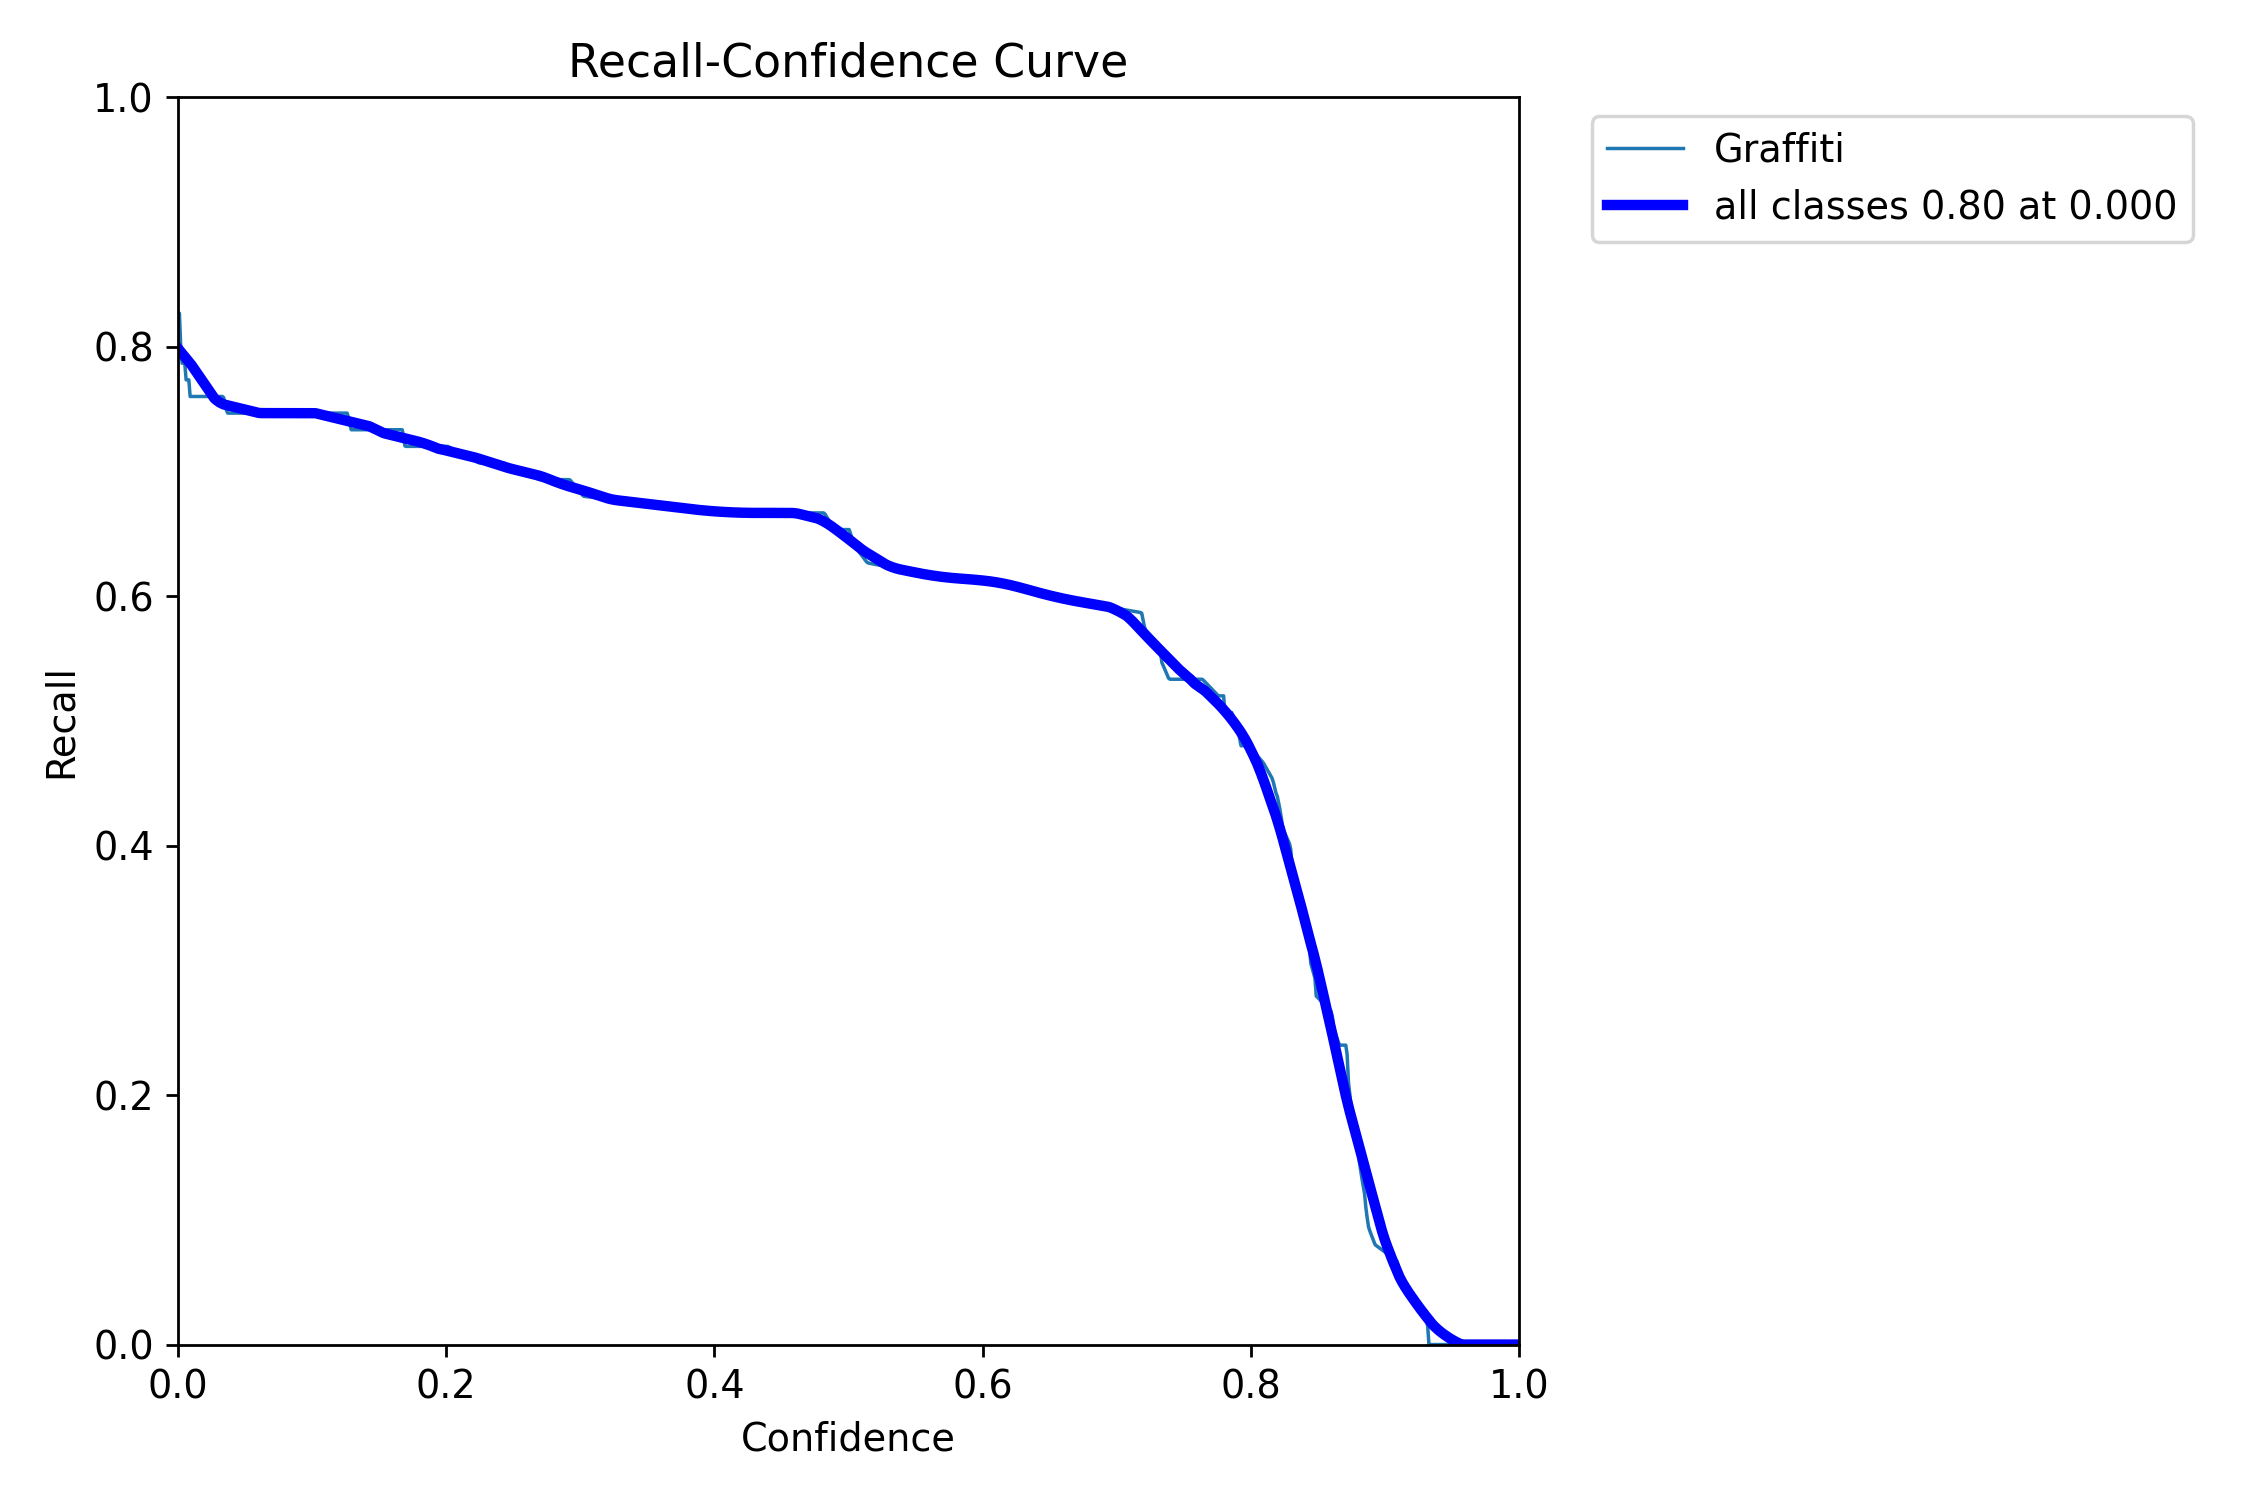 Recall-Confidence Curve
1.0
0.8
0.6
0.4
0.2
0.0
Recall
0.0 0.2 0.4 0.6 0.8 1.0
Confidence
Graffiti
all classes 0.80 at 0.000